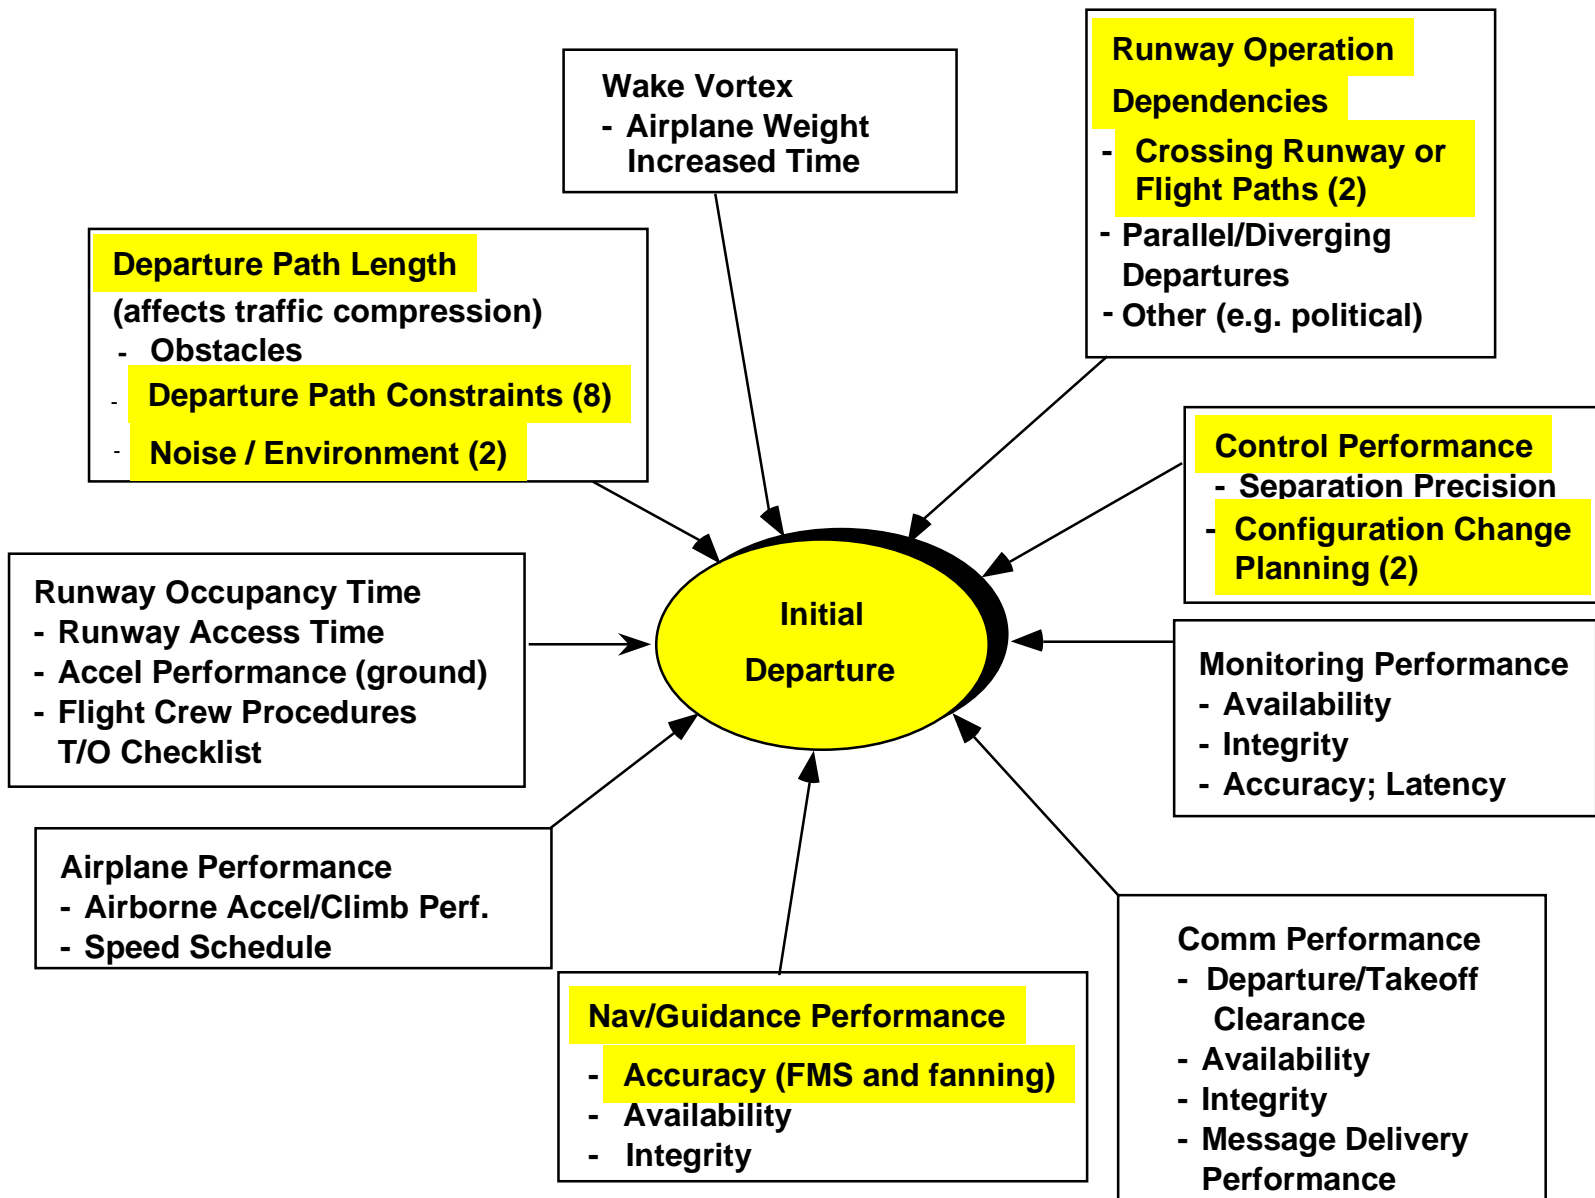 Wake Vortex
- Airplane Weight
Increased Time
Runway Operation
Dependencies
- Crossing Runway or
Flight Paths (2)
- Parallel/Diverging
Departures
- Other (e.g. political)
Departure Path Length
(affects traffic compression)
- Obstacles
- Departure Path Constraints (8)
- Noise / Environment (2)
Control Performance
- Separation Precision
- Configuration Change
Planning (2)
Runway Occupancy Time
- Runway Access Time
- Accel Performance (ground)
- Flight Crew Procedures
T/O Checklist
Initial
Departure
Monitoring Performance
- Availability
- Integrity
- Accuracy; Latency
Airplane Performance
- Airborne Accel/Climb Perf.
- Speed Schedule
Nav/Guidance Performance
- Accuracy (FMS and fanning)
- Availability
- Integrity
Comm Performance
- Departure/Takeoff
Clearance
- Availability
- Integrity
- Message Delivery
Performance